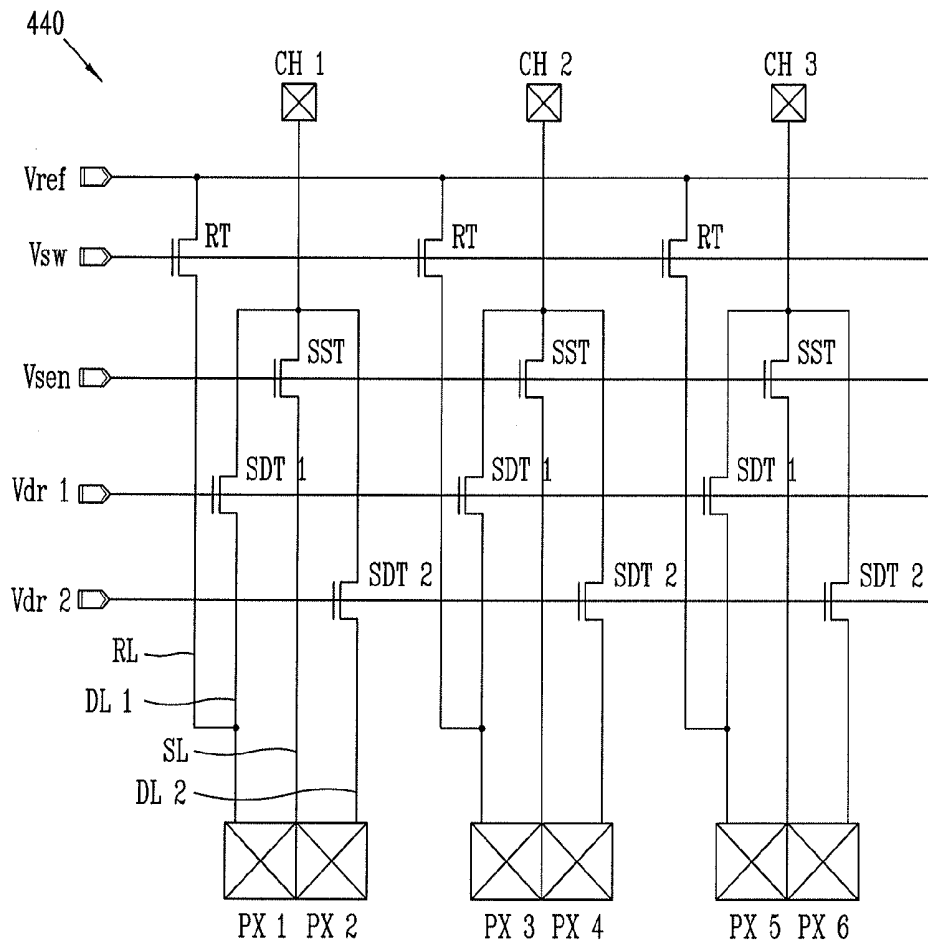 440
CH 1 CH 2 CH 3
Vref
RT RT RT
Vsw
SST SST SST
Vsen
SDT 1 SDT 1 SDT 1
Vdr 1
SDT 2 SDT 2 SDT 2
Vdr 2
RL
DL 1
SL
DL 2
PX 1 PX 2 PX 3 PX 4 PX 5 PX 6